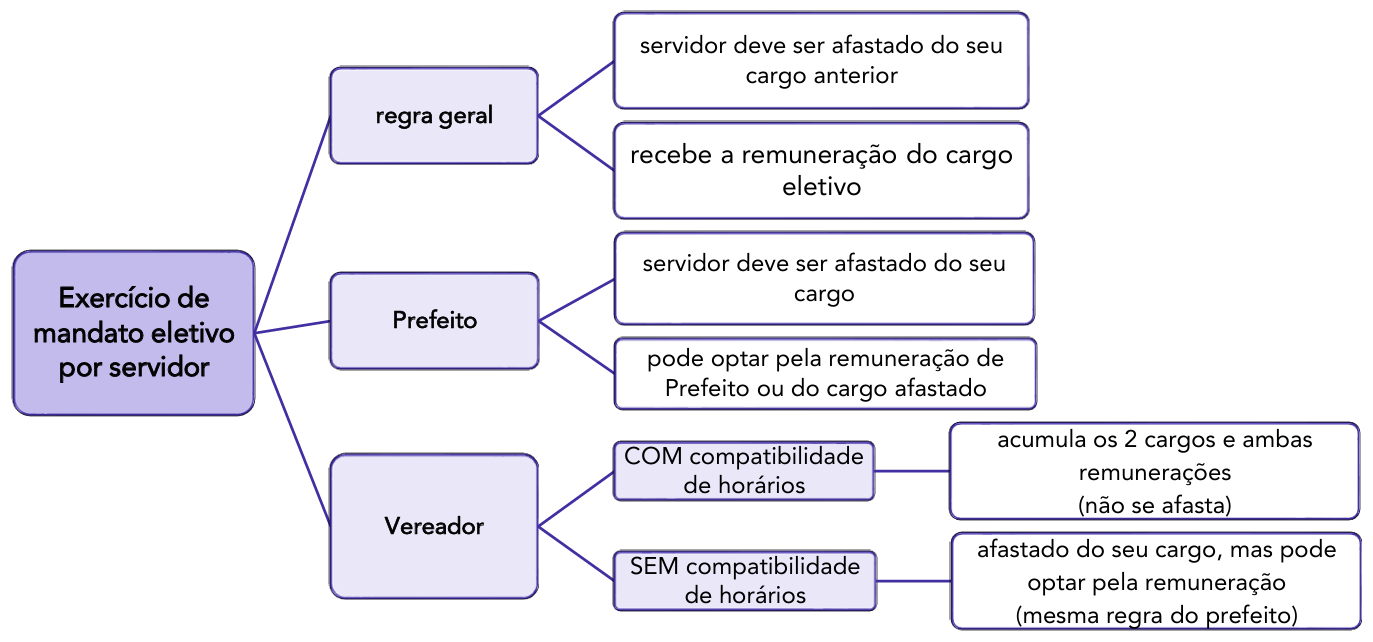 Exercício de
mandato eletivo
por servidor
regra geral
servidor deve ser afastado do seu
cargo anterior
recebe a remuneração do cargo
eletivo
Prefeito
servidor deve ser afastado do seu
cargo
pode optar pela remuneração de
Prefeito ou do cargo afastado
Vereador
COM compatibilidade
de horários
acumula os 2 cargos e ambas
remunerações
(não se afasta)
SEM compatibilidade
de horários
afastado do seu cargo, mas pode
optar pela remuneração
(mesma regra do prefeito)